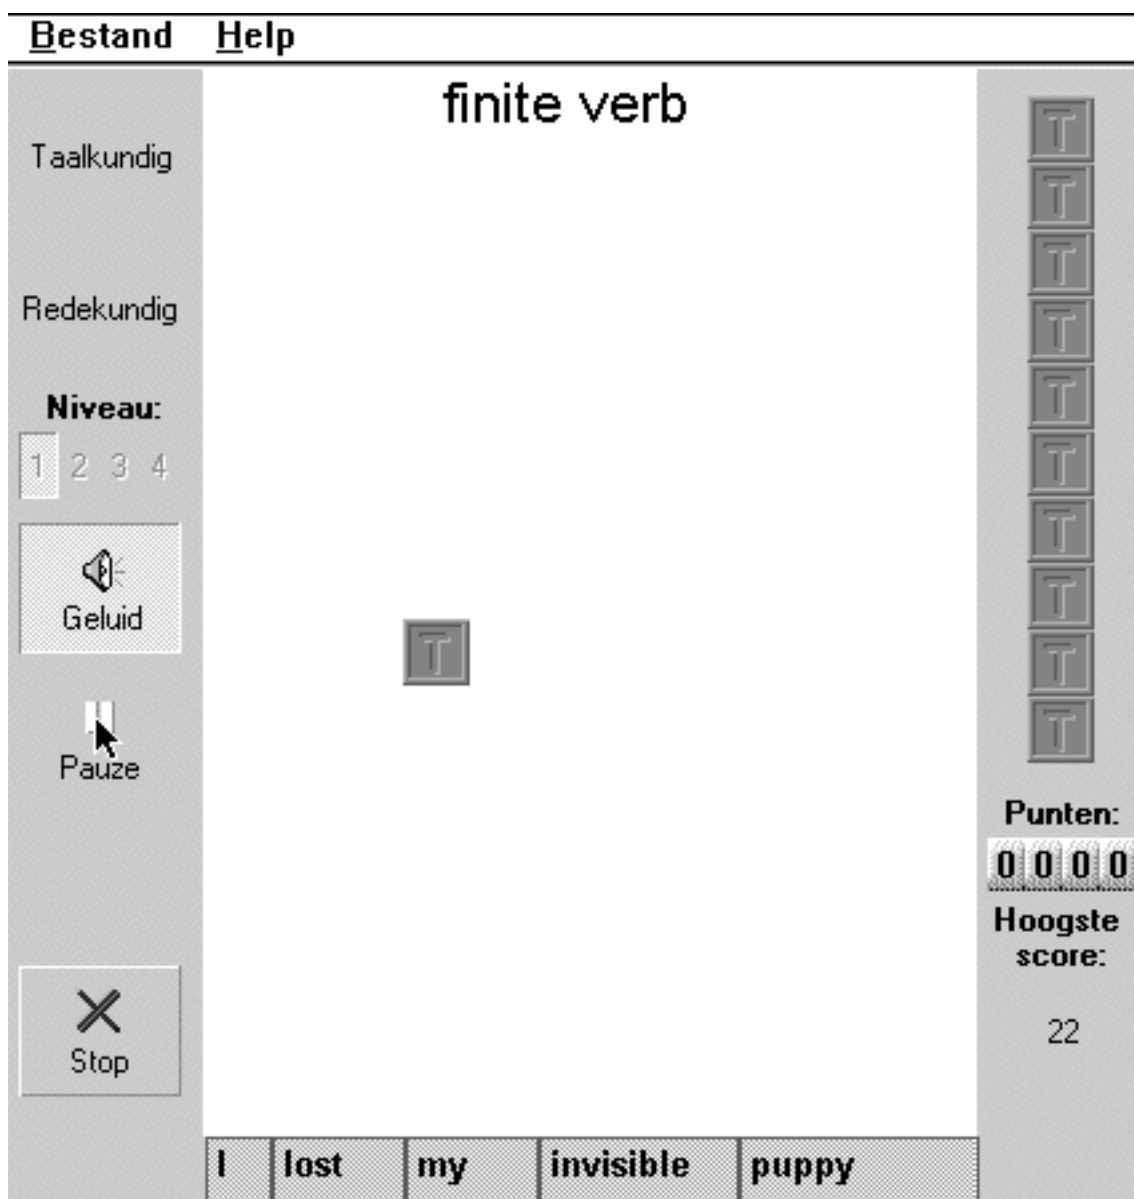 Bestand Help
finite verb
Taalkundig
Redekundig
Niveau:
1 2 3 4
Geluid
Pauze
Stop
T
T
T
T
T
T
T
T
T
T
T
Punten:
0 0 0 0
Hoogste
score:
22
I lost my invisible puppy